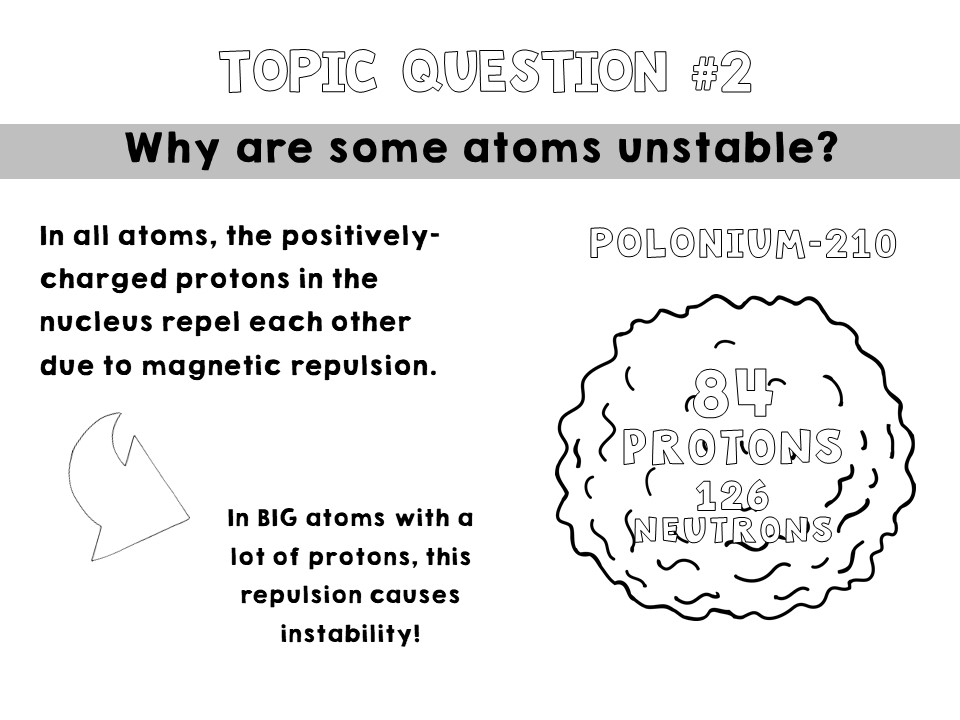 TOPIC QUESTION #2
Why are some atoms unstable?
In all atoms, the positively-
charged protons in the
nucleus repel each other
due to magnetic repulsion.
In BIG atoms with a
lot of protons, this
repulsion causes
instability!
POLONIUM-210
84
PROTONS
126
NEUTRONS